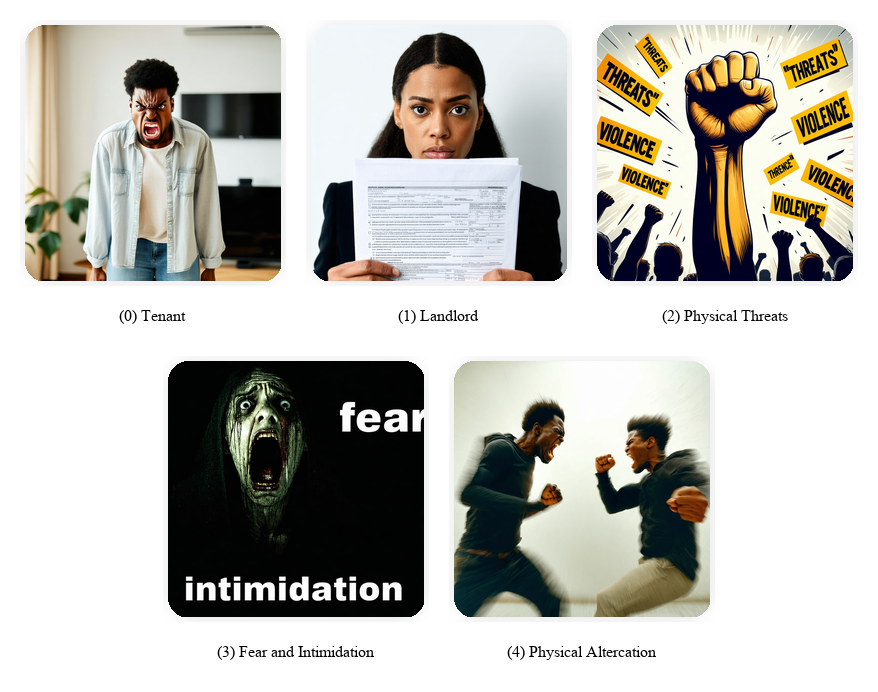 THREATS
"THREATS"
THREATS"
VIOLENCE
VIOLENCE
THRENCE"
VIOLENCE"
VIOLENCE
VIOLENCE"
(0) Tenant
(1) Landlord
(2) Physical Threats
fear
intimidation
(3) Fear and Intimidation
(4) Physical Altercation